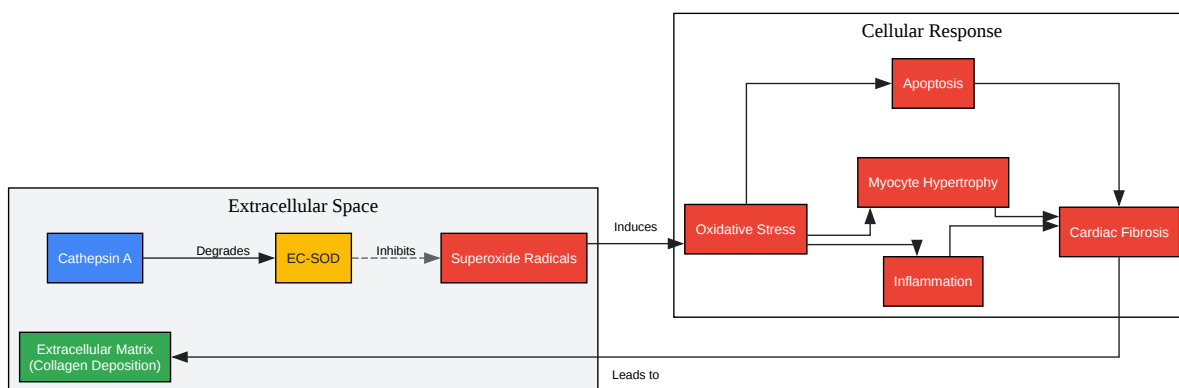 Cellular Response
Apoptosis
Myocyte Hypertrophy
Oxidative Stress
Cardiac Fibrosis
Inflammation
Induces
Extracellular Space
Cathepsin A
Degrades
EC-SOD
Inhibits
Superoxide Radicals
Extracellular Matrix
(Collagen Deposition)
Leads to